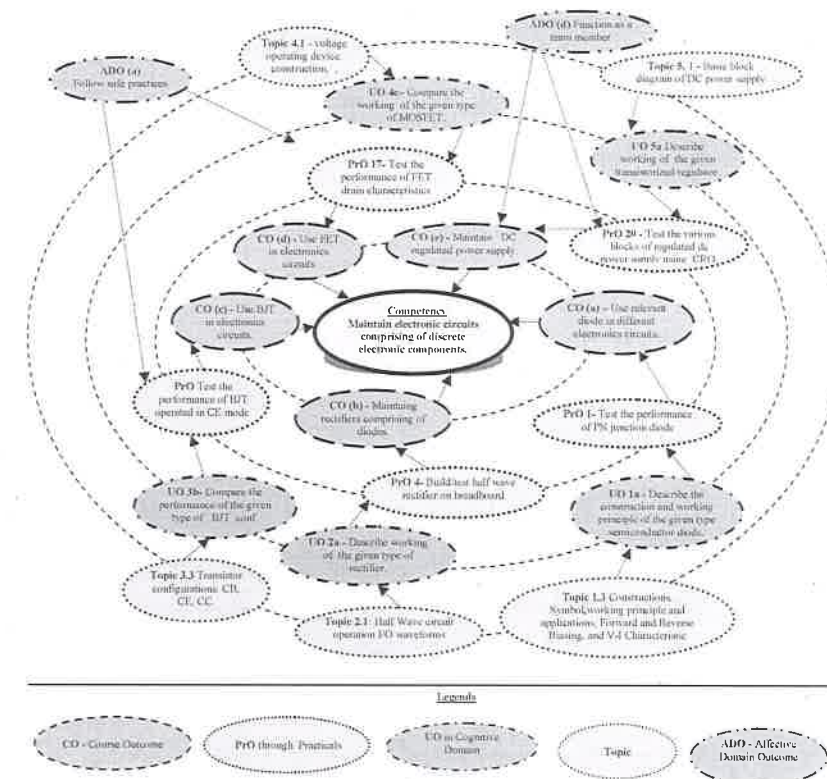 ADO (d) Function as a
team member
Topic 4.1 - voltage
operating device
construction.
ADO (a)
Follow safe practices
Topic 5. 1 - Basic block
diagram of DC power supply
UO 4c - Compare the
working of the given type
of MOSFET.
UO 5a Describe
working of the given
transistorized regulator
PrO 17- Test the
performance of FET
drain characteristics
CO (d) - Use FET
in electronics
circuits
CO (e) - Maintain DC
regulated power supply
PrO 20 - Test the various
blocks of regulated dc
power supply using CRO.
CO (c) - Use BJT
in electronics
circuits.
Competency
Maintain electronic circuits
comprising of discrete
electronic components.
CO (a) - Use relevant
diode in different
electronics circuits.
PrO Test the
performance of BJT
operated in CE mode
CO (b) - Maintaing
rectifiers comprising of
diodes.
PrO 1- Test the performance
of PN junction diode
PrO 4- Build/test half wave
rectifier on breadboard
UO 3b- Compare the
performance of the given
type of BJT conf
UO 2a - Describe working
of the given type of
rectifier.
UO 1a - Describe the
construction and working
principle of the given type
semiconductor diode.
Topic 3.3 Transistor
configurations: CB,
CE, CC
Topic 2.1: Half Wave circuit
operation I/O waveforms
Topic 1.3 Constructions,
Symbol,working principle and
applications, Forward and Reverse
Biasing, and V-I Characteristic
Legends
CO - Course Outcome
PrO through Practicals
UO in Cognitive
Domain
Topic
ADO - Affective
Domain Outcome